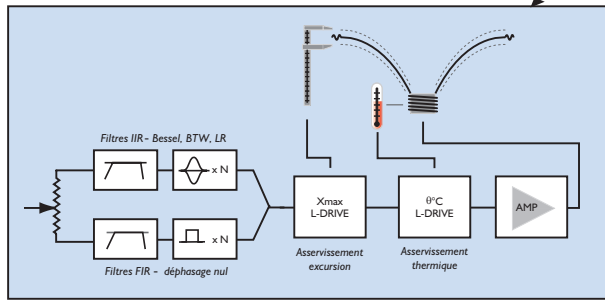 Filtres IIR - Bessel, BTW, LR
x N
Xmax
L-DRIVE
θ°C
L-DRIVE
AMP
x N
Asservissement
excursion
Asservissement
thermique
Filtres FIR - déphasage nul